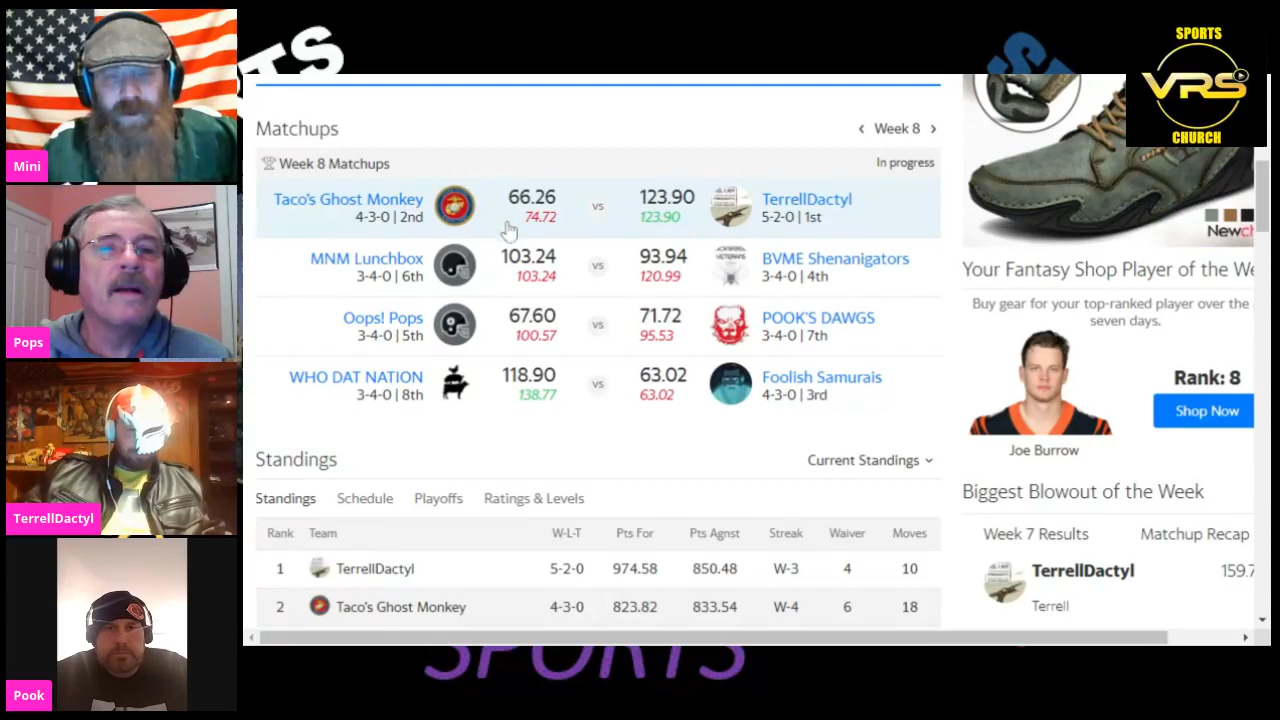 TS
SPORTS
VRS
CHURCH
Mini
Pops
TerrellDactyl
Pook
Matchups
Week 8
Week 8 Matchups
In progress
Taco's Ghost Monkey 66.26 vs 123.90 TerrellDactyl
4-3-0 | 2nd 74.72 123.90 5-2-0 | 1st
MNM Lunchbox 103.24 vs 93.94 BVME Shenanigators
3-4-0 | 6th 103.24 120.99 3-4-0 | 4th
Oops! Pops 67.60 vs 71.72 POOK'S DAWGS
3-4-0 | 5th 100.57 95.53 3-4-0 | 7th
WHO DAT NATION 118.90 vs 63.02 Foolish Samurais
3-4-0 | 8th 138.77 63.02 4-3-0 | 3rd
Standings
Current Standings
Standings Schedule Playoffs Ratings & Levels
Rank Team W-L-T Pts For Pts Agnst Streak Waiver Moves
1 TerrellDactyl 5-2-0 974.58 850.48 W-3 4 10
2 Taco's Ghost Monkey 4-3-0 823.82 833.54 W-4 6 18
Newch
Your Fantasy Shop Player of the We
Buy gear for your top-ranked player over the
seven days.
Rank: 8
Shop Now
Joe Burrow
Biggest Blowout of the Week
Week 7 Results Matchup Recap
TerrellDactyl 159.7
Terrell
SPORTS